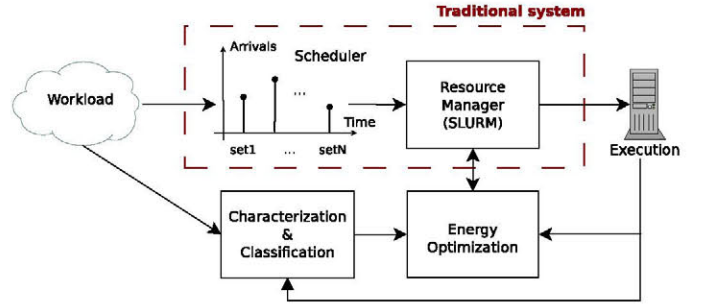 Traditional system
Arrivals
Scheduler
Workload
...
Time
set1
...
setN
Resource
Manager
(SLURM)
Execution
Characterization
&
Classification
Energy
Optimization